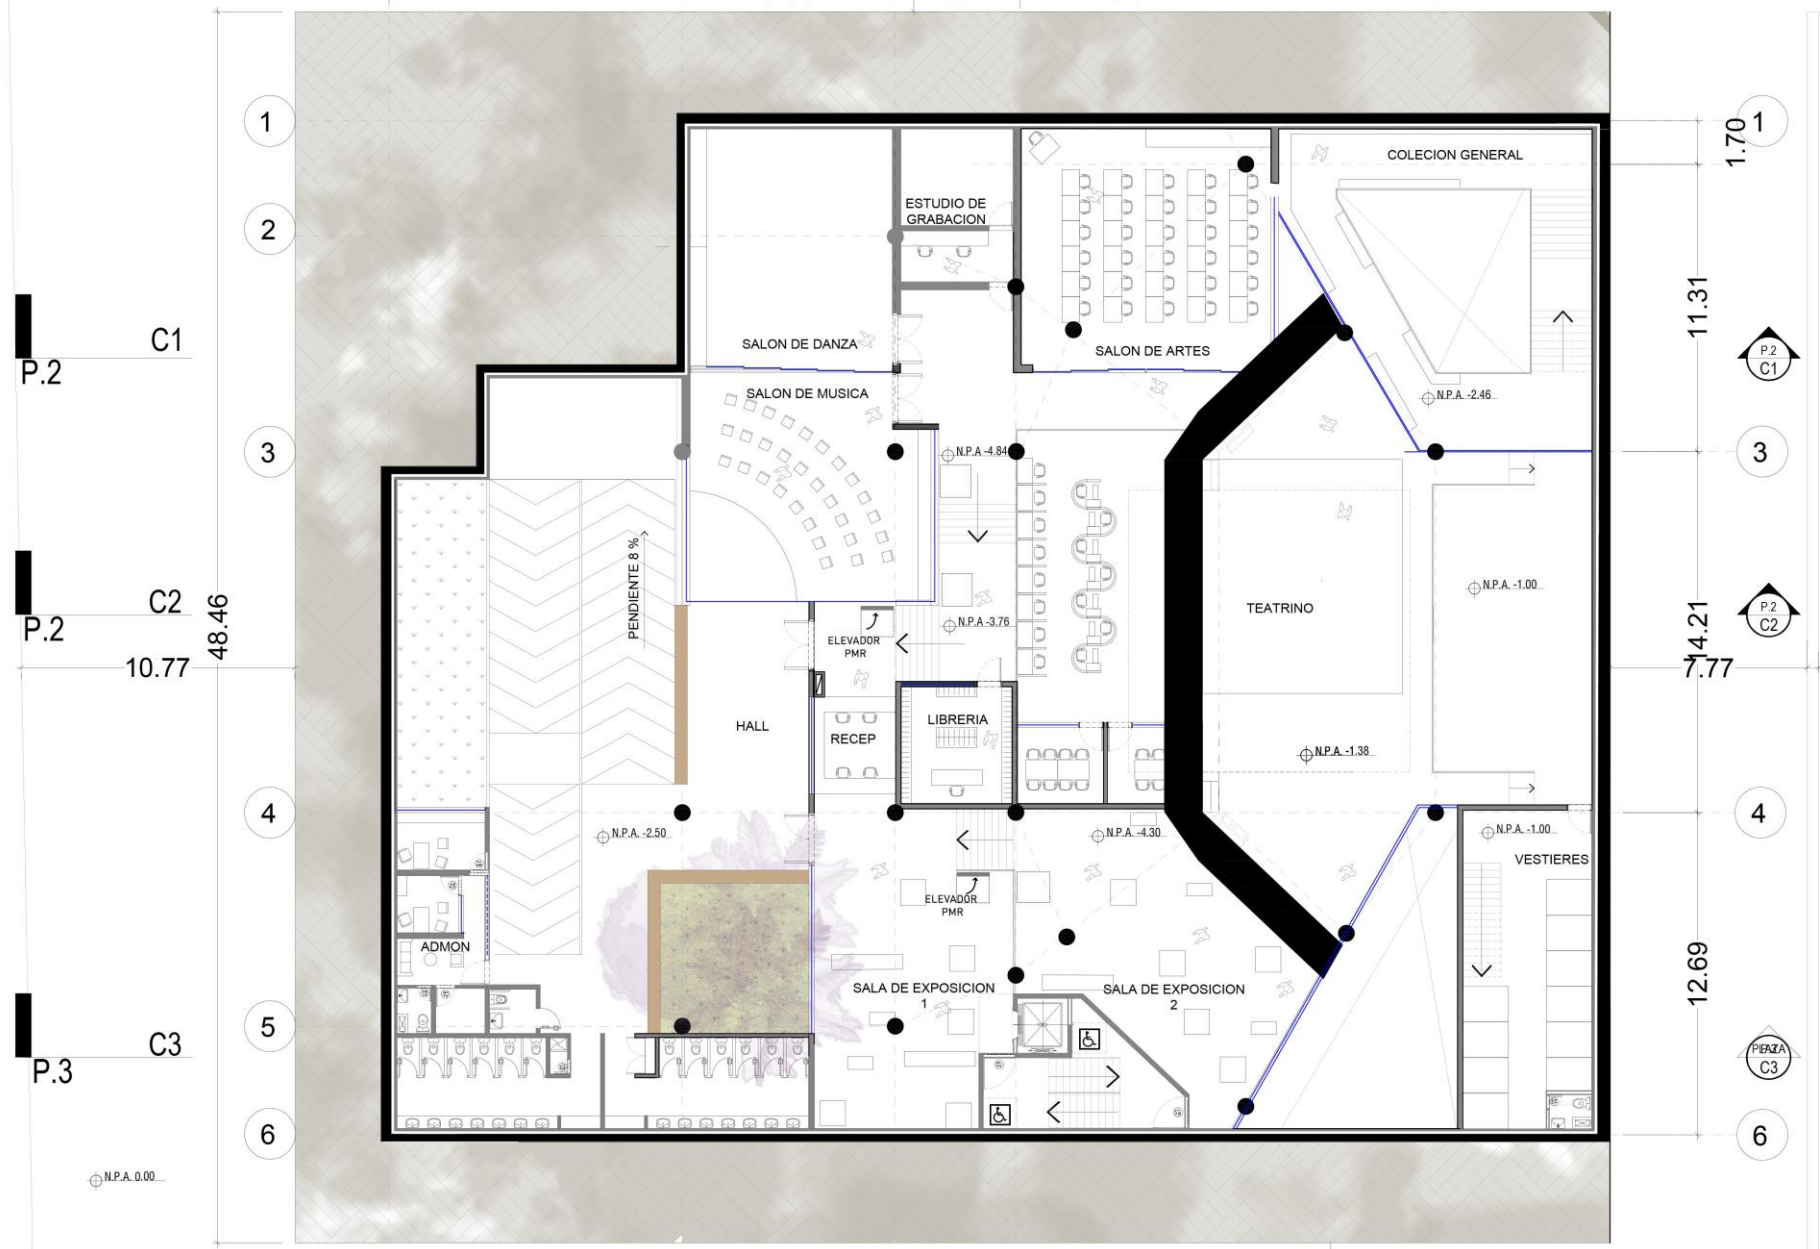 1
1
1.70
COLECION GENERAL
ESTUDIO DE
GRABACION
2
11.31
C1
P.2
SALON DE DANZA
SALON DE ARTES
P.2
C1
SALON DE MUSICA
N.P.A. -2.46
3
N.P.A -4.84
3
PENDIENTE 8 %
C2
P.2
48.46
N.P.A. -1.00
TEATRINO
P.2
C2
N.P.A -3.76
ELEVADOR
PMR
14.21
10.77
7.77
HALL
RECEP
LIBRERIA
N.P.A. -1.38
4
N.P.A. -2.50
N.P.A. -4.30
N.P.A. -1.00
4
VESTIERES
ELEVADOR
PMR
ADMON
SALA DE EXPOSICION
1
SALA DE EXPOSICION
2
12.69
5
C3
P.3
C3
6
6
N.P.A. 0.00